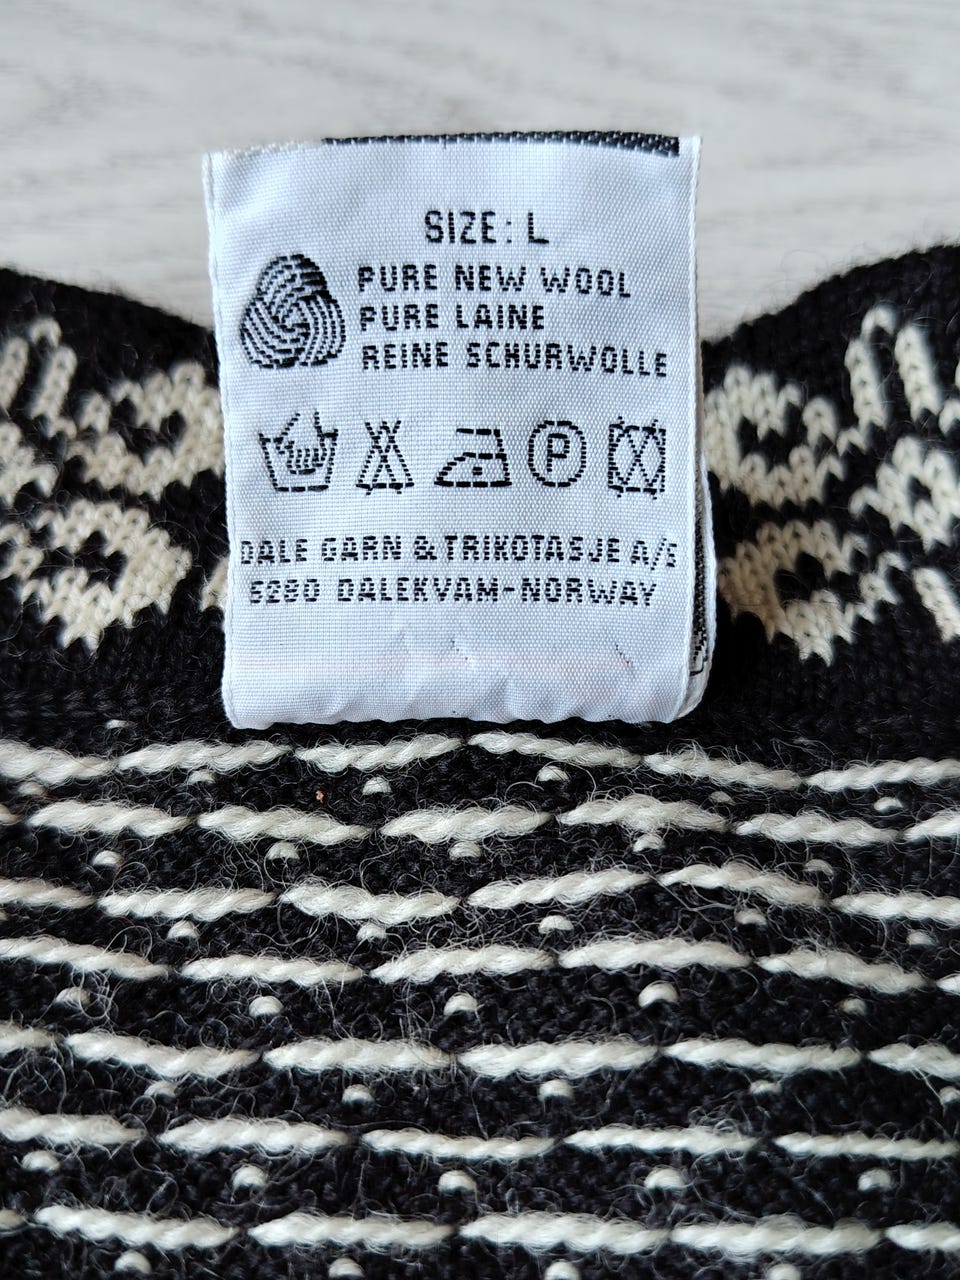 SIZE: L
PURE NEW WOOL
PURE LAINE
REINE SCHURWOLLE
P
DALE GARN & TRIKOTASJE A/S
5280 DALEKVAM-NORWAY